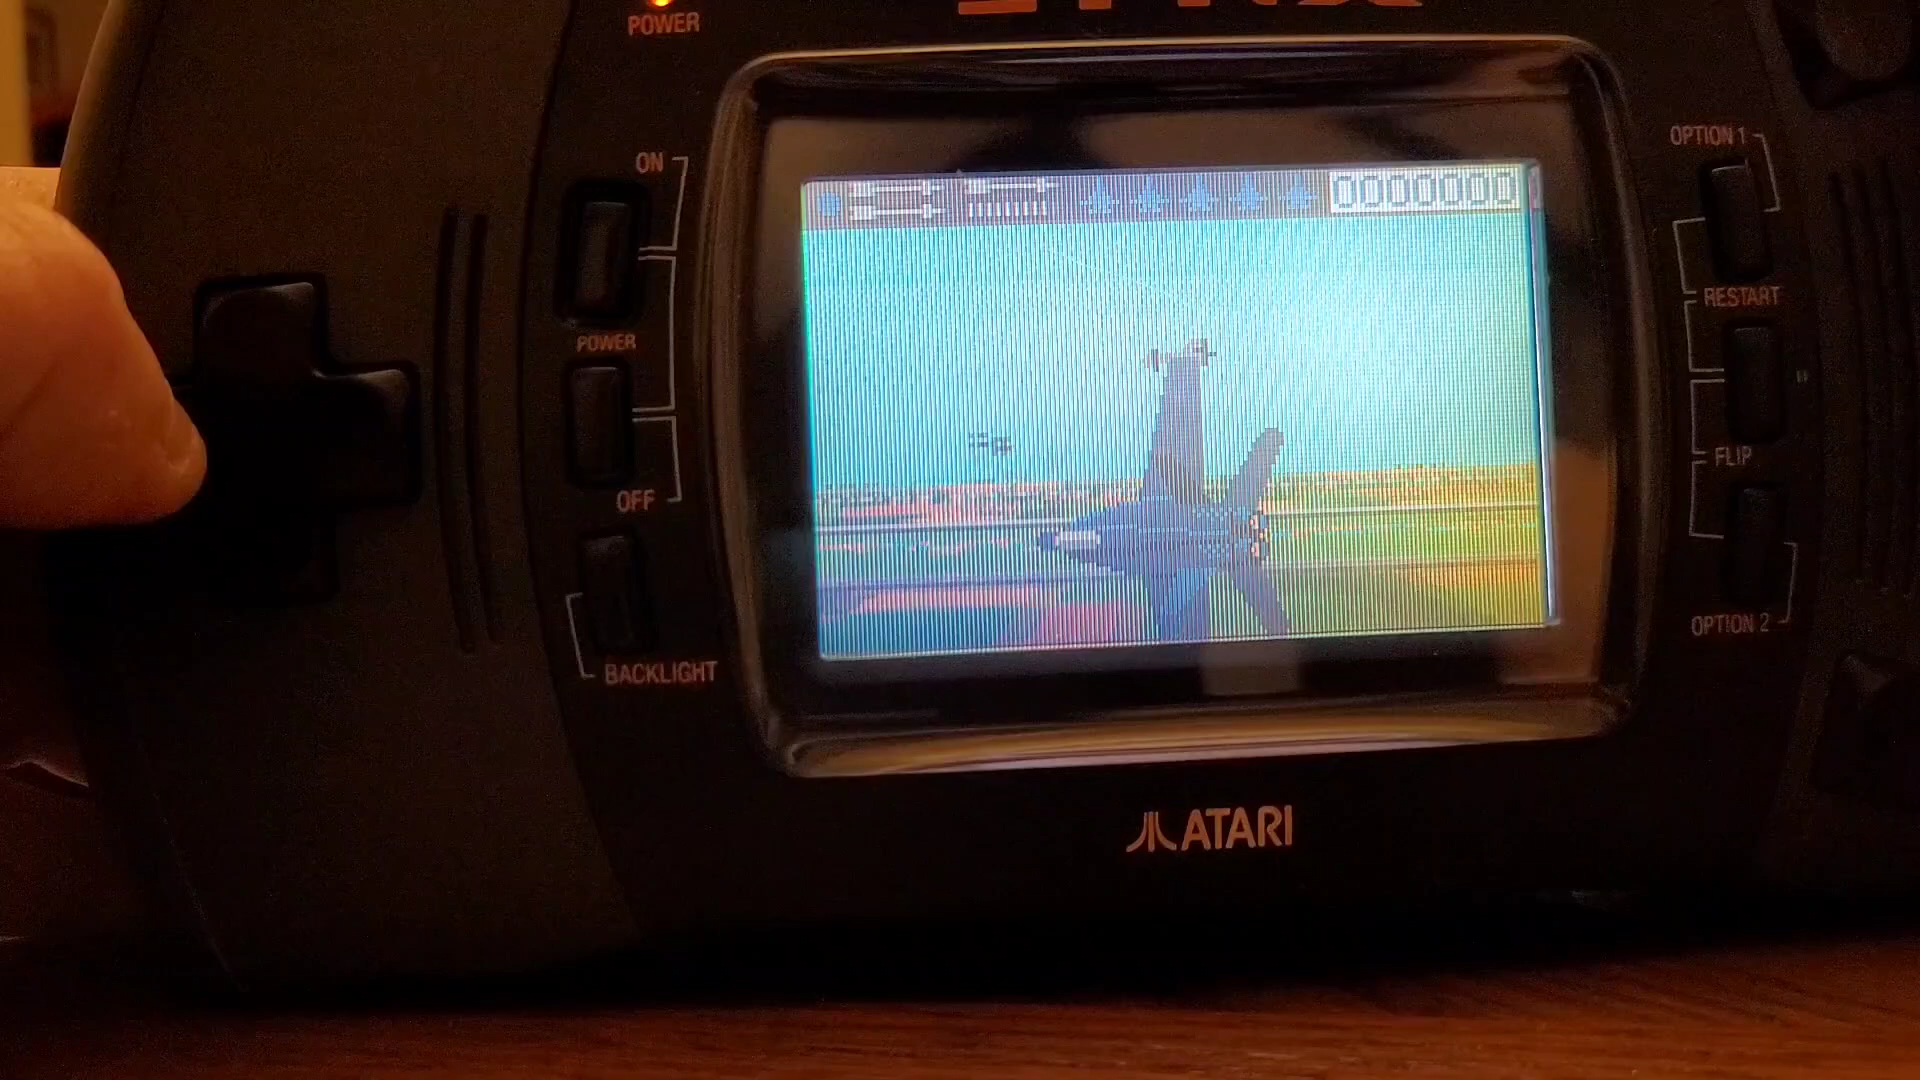 POWER
ON
POWER
OFF
BACKLIGHT
0000000
OPTION 1
RESTART
FLIP
OPTION 2
ATARI